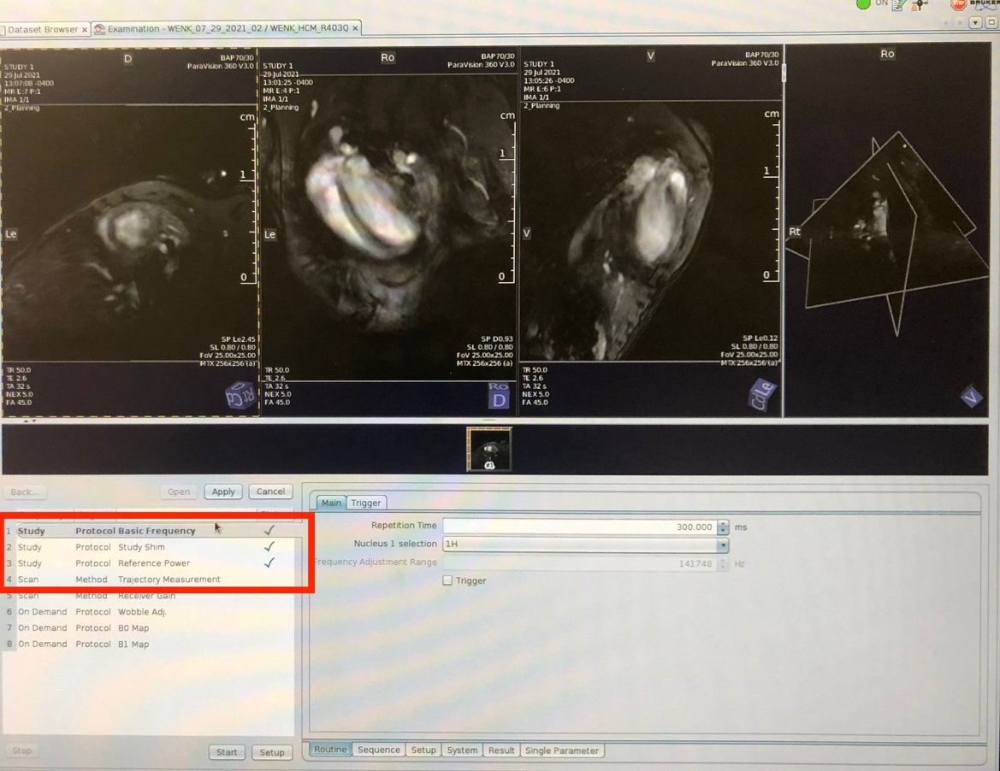 ON
BRUKER
Dataset Browser ×
Examination - WENK_07_29_2021_02 / WENK_HCM_R403Q ×
D
BAP70/30
ParaVision 360 V3.0
STUDY 1
29 Jul 2021
13:07:08 -0400
MR E:7 P:1
IMA 1/1
2_Planning
cm
1
Le
0
SP Le2.45
SL 0.80 / 0.80
FoV 25.00x25.00
MTX 256x256 (a)
TR 50.0
TE 2.6
TA 32 s
NEX 5.0
FA 45.0
Ro
BAP70/30
ParaVision 360 V3.0
STUDY 1
29 Jul 2021
13:01:25 -0400
MR E:4 P:1
IMA 1/1
2_Planning
cm
1
Le
0
SP D0.93
SL 0.80 / 0.80
FoV 25.00x25.00
MTX 256x256 (a)
TR 50.0
TE 2.6
TA 32 s
NEX 5.0
FA 45.0
Ro
D
V
BAP70/30
ParaVision 360 V3.0
STUDY 1
29 Jul 2021
13:05:26 -0400
MR E:6 P:1
IMA 1/1
2_Planning
cm
1
V
0
SP Le0.12
SL 0.80 / 0.80
FoV 25.00x25.00
MTX 256x256 (a)
TR 50.0
TE 2.6
TA 32 s
NEX 5.0
FA 45.0
Ro
Rt
V
Back...
Open
Apply
Cancel
1 Study Protocol Basic Frequency ✓
2 Study Protocol Study Shim ✓
3 Study Protocol Reference Power ✓
4 Scan Method Trajectory Measurement
5 Scan Method Receiver Gain
6 On Demand Protocol Wobble Adj.
7 On Demand Protocol B0 Map
8 On Demand Protocol B1 Map
Stop
Start
Setup
Main
Trigger
Repetition Time 300.000 ms
Nucleus 1 selection 1H
Frequency Adjustment Range 141748 Hz
Trigger
Routine
Sequence
Setup
System
Result
Single Parameter